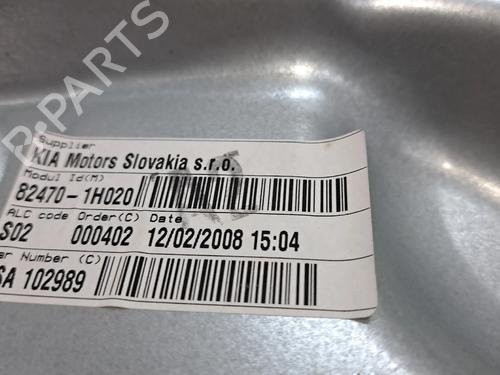 Supplier
KIA Motors Slovakia s.r.o.
Modul Id(M)
82470-1H020
ALC code Order(C) Date
S02 000402 12/02/2008 15:04
Number (C)
SA 102989